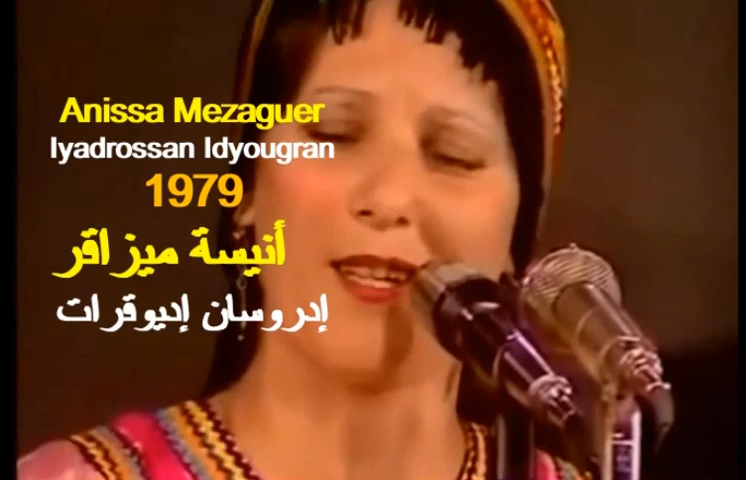 Anissa Mezaguer
Iyadrossan Idyougran
1979
أنيسة ميزاقر
إدروسان إديوقرات